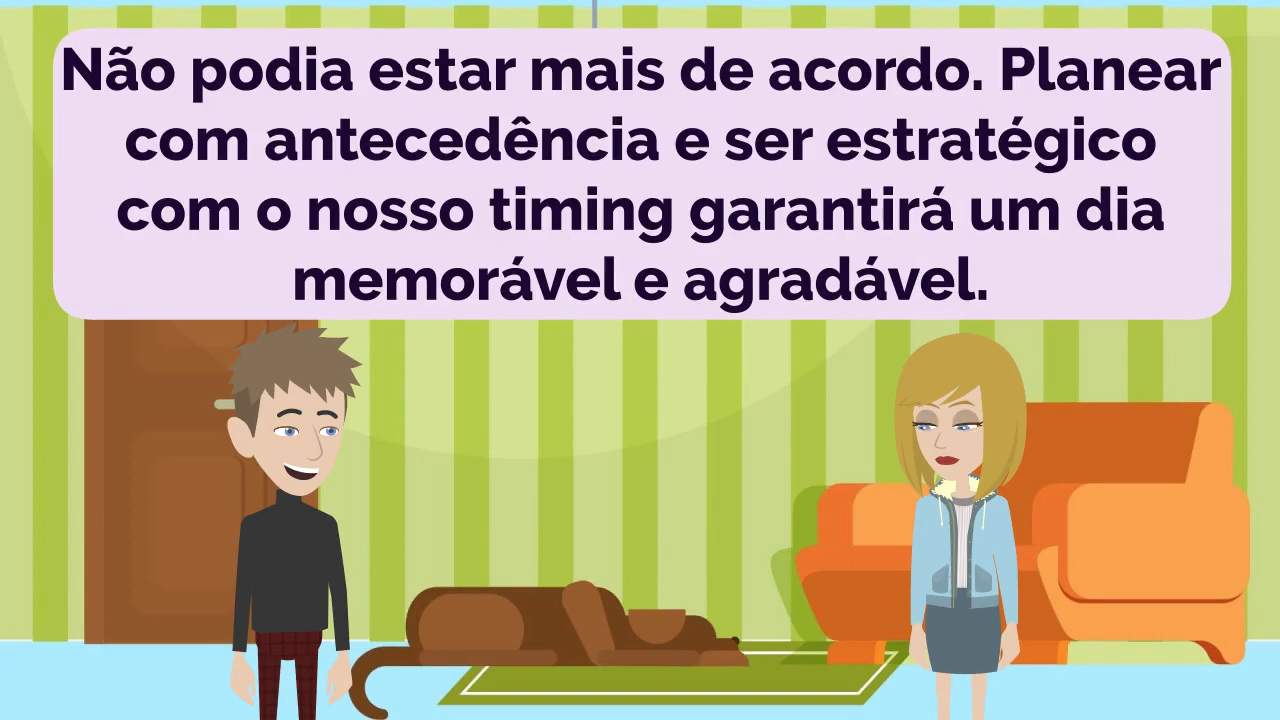 Não podia estar mais de acordo. Planear
com antecedência e ser estratégico
com o nosso timing garantirá um dia
memorável e agradável.